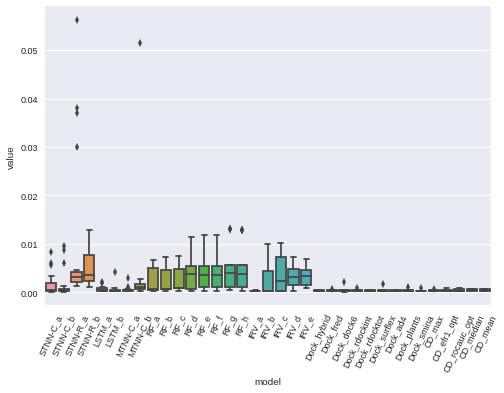 0.05
0.04
0.03
0.02
0.01
0.00
value
STNN-C_a
STNN-C_b
STNN-R_a
STNN-R_b
LSTM_a
LSTM_b
MTNN-C_a
MTNN-C_b
RF_a
RF_b
RF_c
RF_d
RF_e
RF_f
RF_g
RF_h
IRV_a
IRV_b
IRV_c
IRV_d
IRV_e
Dock_hybrid
Dock_fred
Dock_dock6
Dock_rdockint
Dock_rdocktot
Dock_surflex
Dock_ad4
Dock_plants
Dock_smina
CD_max
CD_efr1_opt
CD_rocauc_opt
CD_median
CD_mean
model